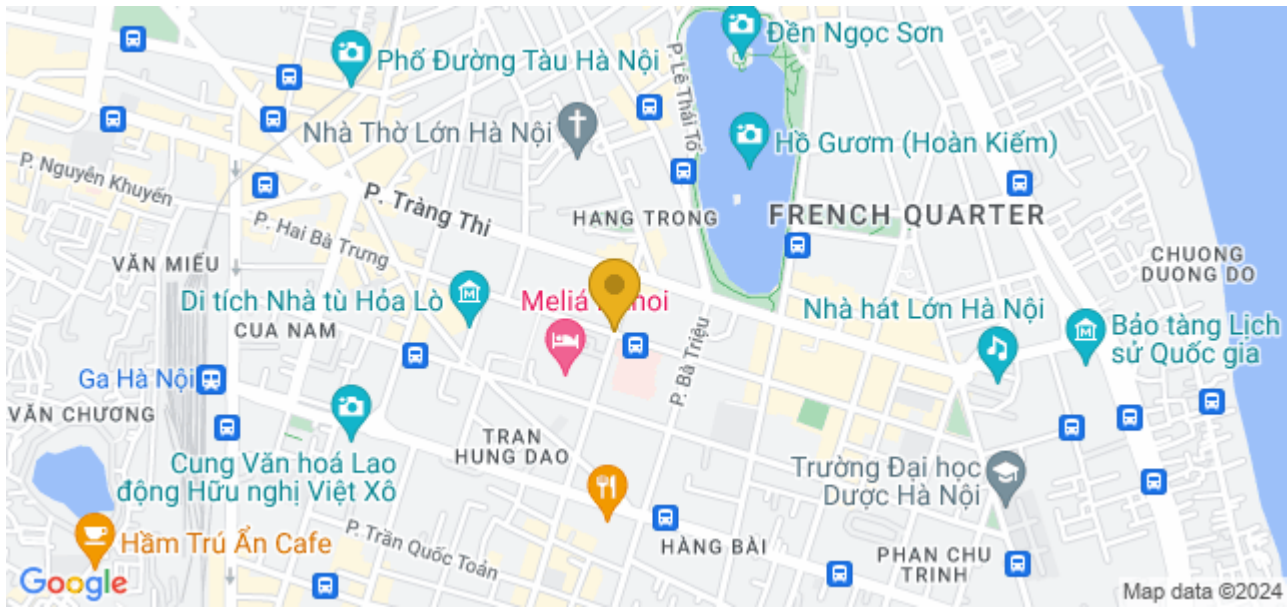 Đền Ngọc Sơn
Phố Đường Tàu Hà Nội
P. Lê Thái Tổ
Nhà Thờ Lớn Hà Nội
Hồ Gươm (Hoàn Kiếm)
P. Nguyễn Khuyến
P. Tràng Thi
HANG TRONG
FRENCH QUARTER
P. Hai Bà Trưng
VĂN MIẾU
CHUONG
DUONG DO
Di tích Nhà tù Hỏa Lò
Meliá Hanoi
Nhà hát Lớn Hà Nội
CUA NAM
Bảo tàng Lịch
sử Quốc gia
P. Bà Triệu
Ga Hà Nội
VĂN CHƯƠNG
TRAN
HUNG DAO
Cung Văn hoá Lao
động Hữu nghị Việt Xô
Trường Đại học
Dược Hà Nội
P. Trần Quốc Toản
Hầm Trú Ẩn Cafe
HÀNG BÀI
PHAN CHU
TRINH
Google
Map data ©2024